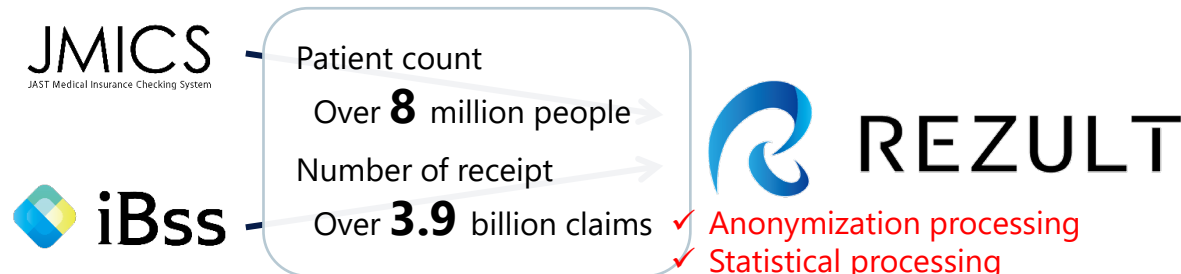 JMICS
JAST Medical Insurance Checking System
iBss
Patient count
Over 8 million people
Number of receipt
Over 3.9 billion claims
REZULT
✓ Anonymization processing
✓ Statistical processing